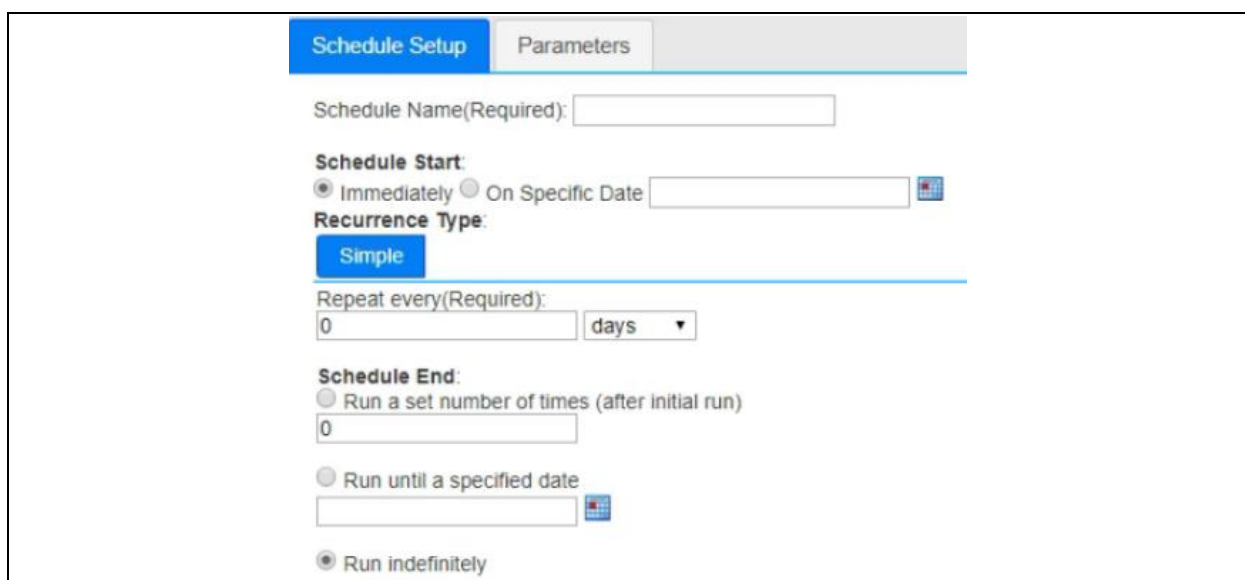 Schedule Setup Parameters
Schedule Name(Required):
Schedule Start:
Immediately On Specific Date
Recurrence Type:
Simple
Repeat every(Required):
0 days
Schedule End:
Run a set number of times (after initial run)
0
Run until a specified date
Run indefinitely